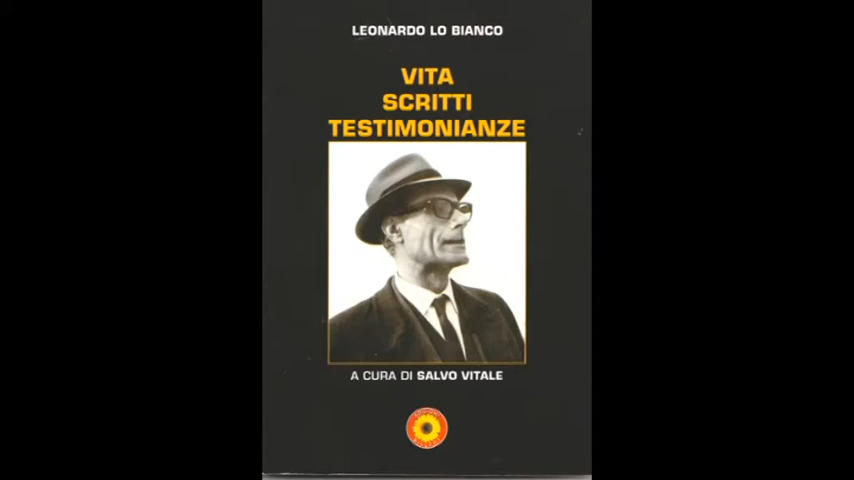 LEONARDO LO BIANCO
VITA
SCRITTI
TESTIMONIANZE
A CURA DI SALVO VITALE